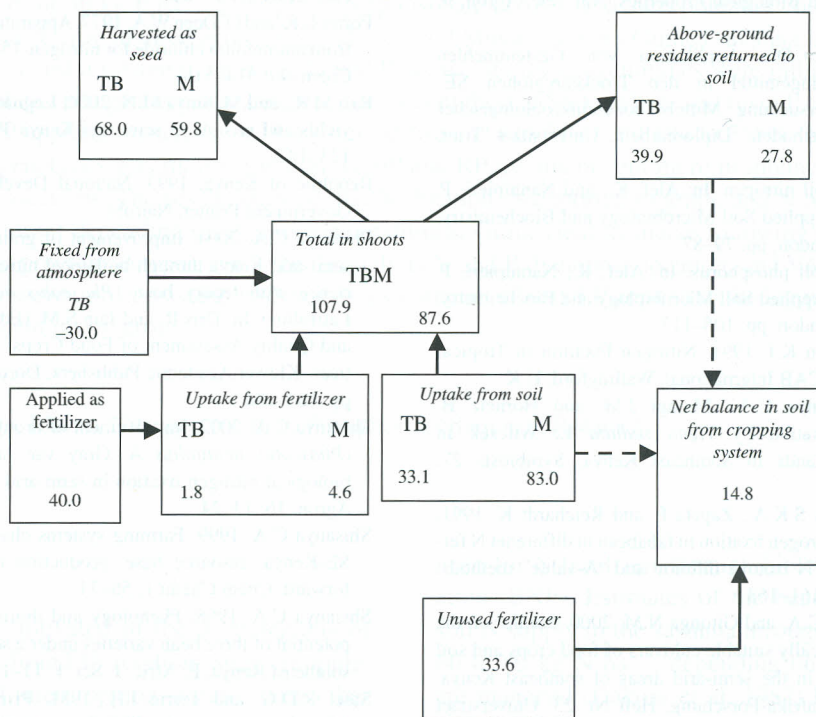 Harvested as
seed
TB M
68.0 59.8
Above-ground
residues returned to
soil
TB M
39.9 27.8
Fixed from
atmosphere
TB
–30.0
Total in shoots
TBM
107.9 87.6
Applied as
fertilizer
40.0
Uptake from fertilizer
TB M
1.8 4.6
Uptake from soil
TB M
33.1 83.0
Net balance in soil
from cropping
system
14.8
Unused fertilizer
33.6